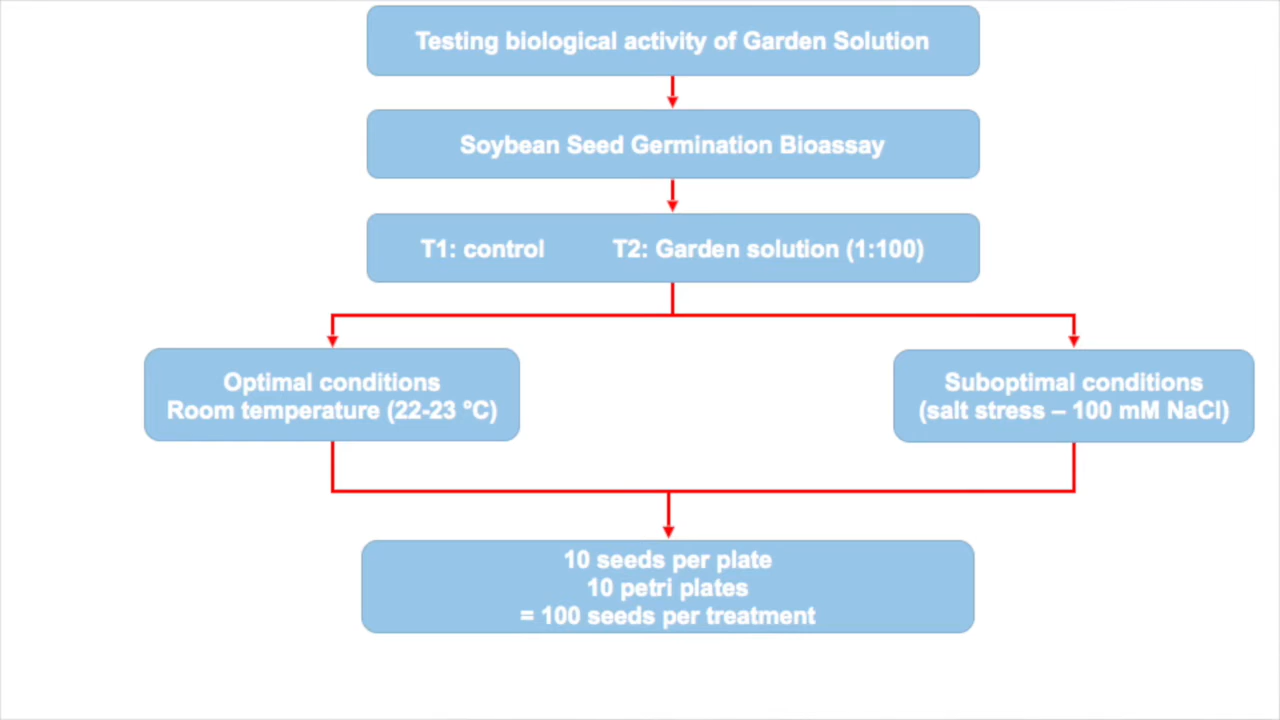 Testing biological activity of Garden Solution
Soybean Seed Germination Bioassay
T1: control T2: Garden solution (1:100)
Optimal conditions
Room temperature (22-23 °C)
Suboptimal conditions
(salt stress – 100 mM NaCl)
10 seeds per plate
10 petri plates
= 100 seeds per treatment